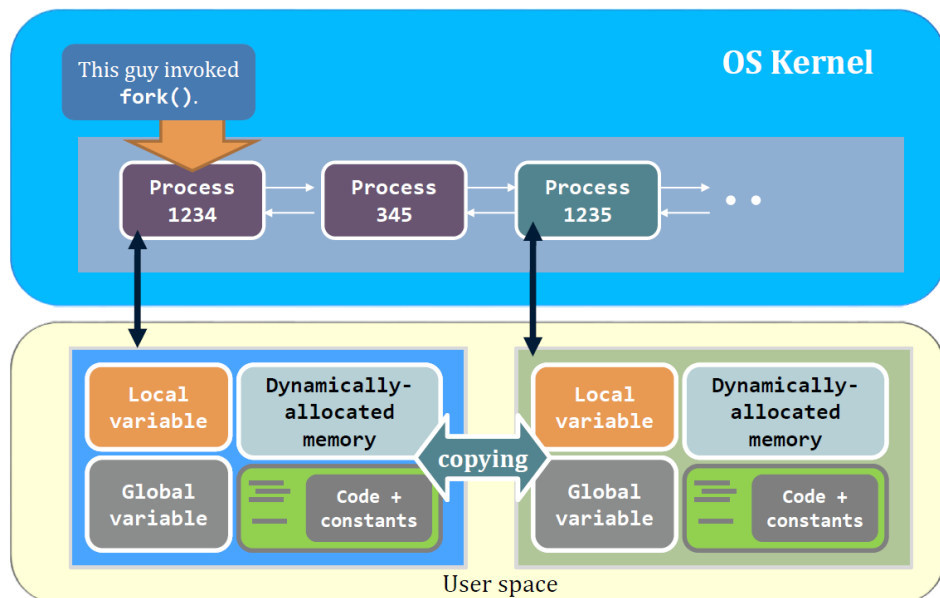 OS Kernel
This guy invoked
fork().
Process
1234
Process
345
Process
1235
Local
variable
Dynamically-
allocated
memory
Global
variable
Code +
constants
copying
Local
variable
Dynamically-
allocated
memory
Global
variable
Code +
constants
User space